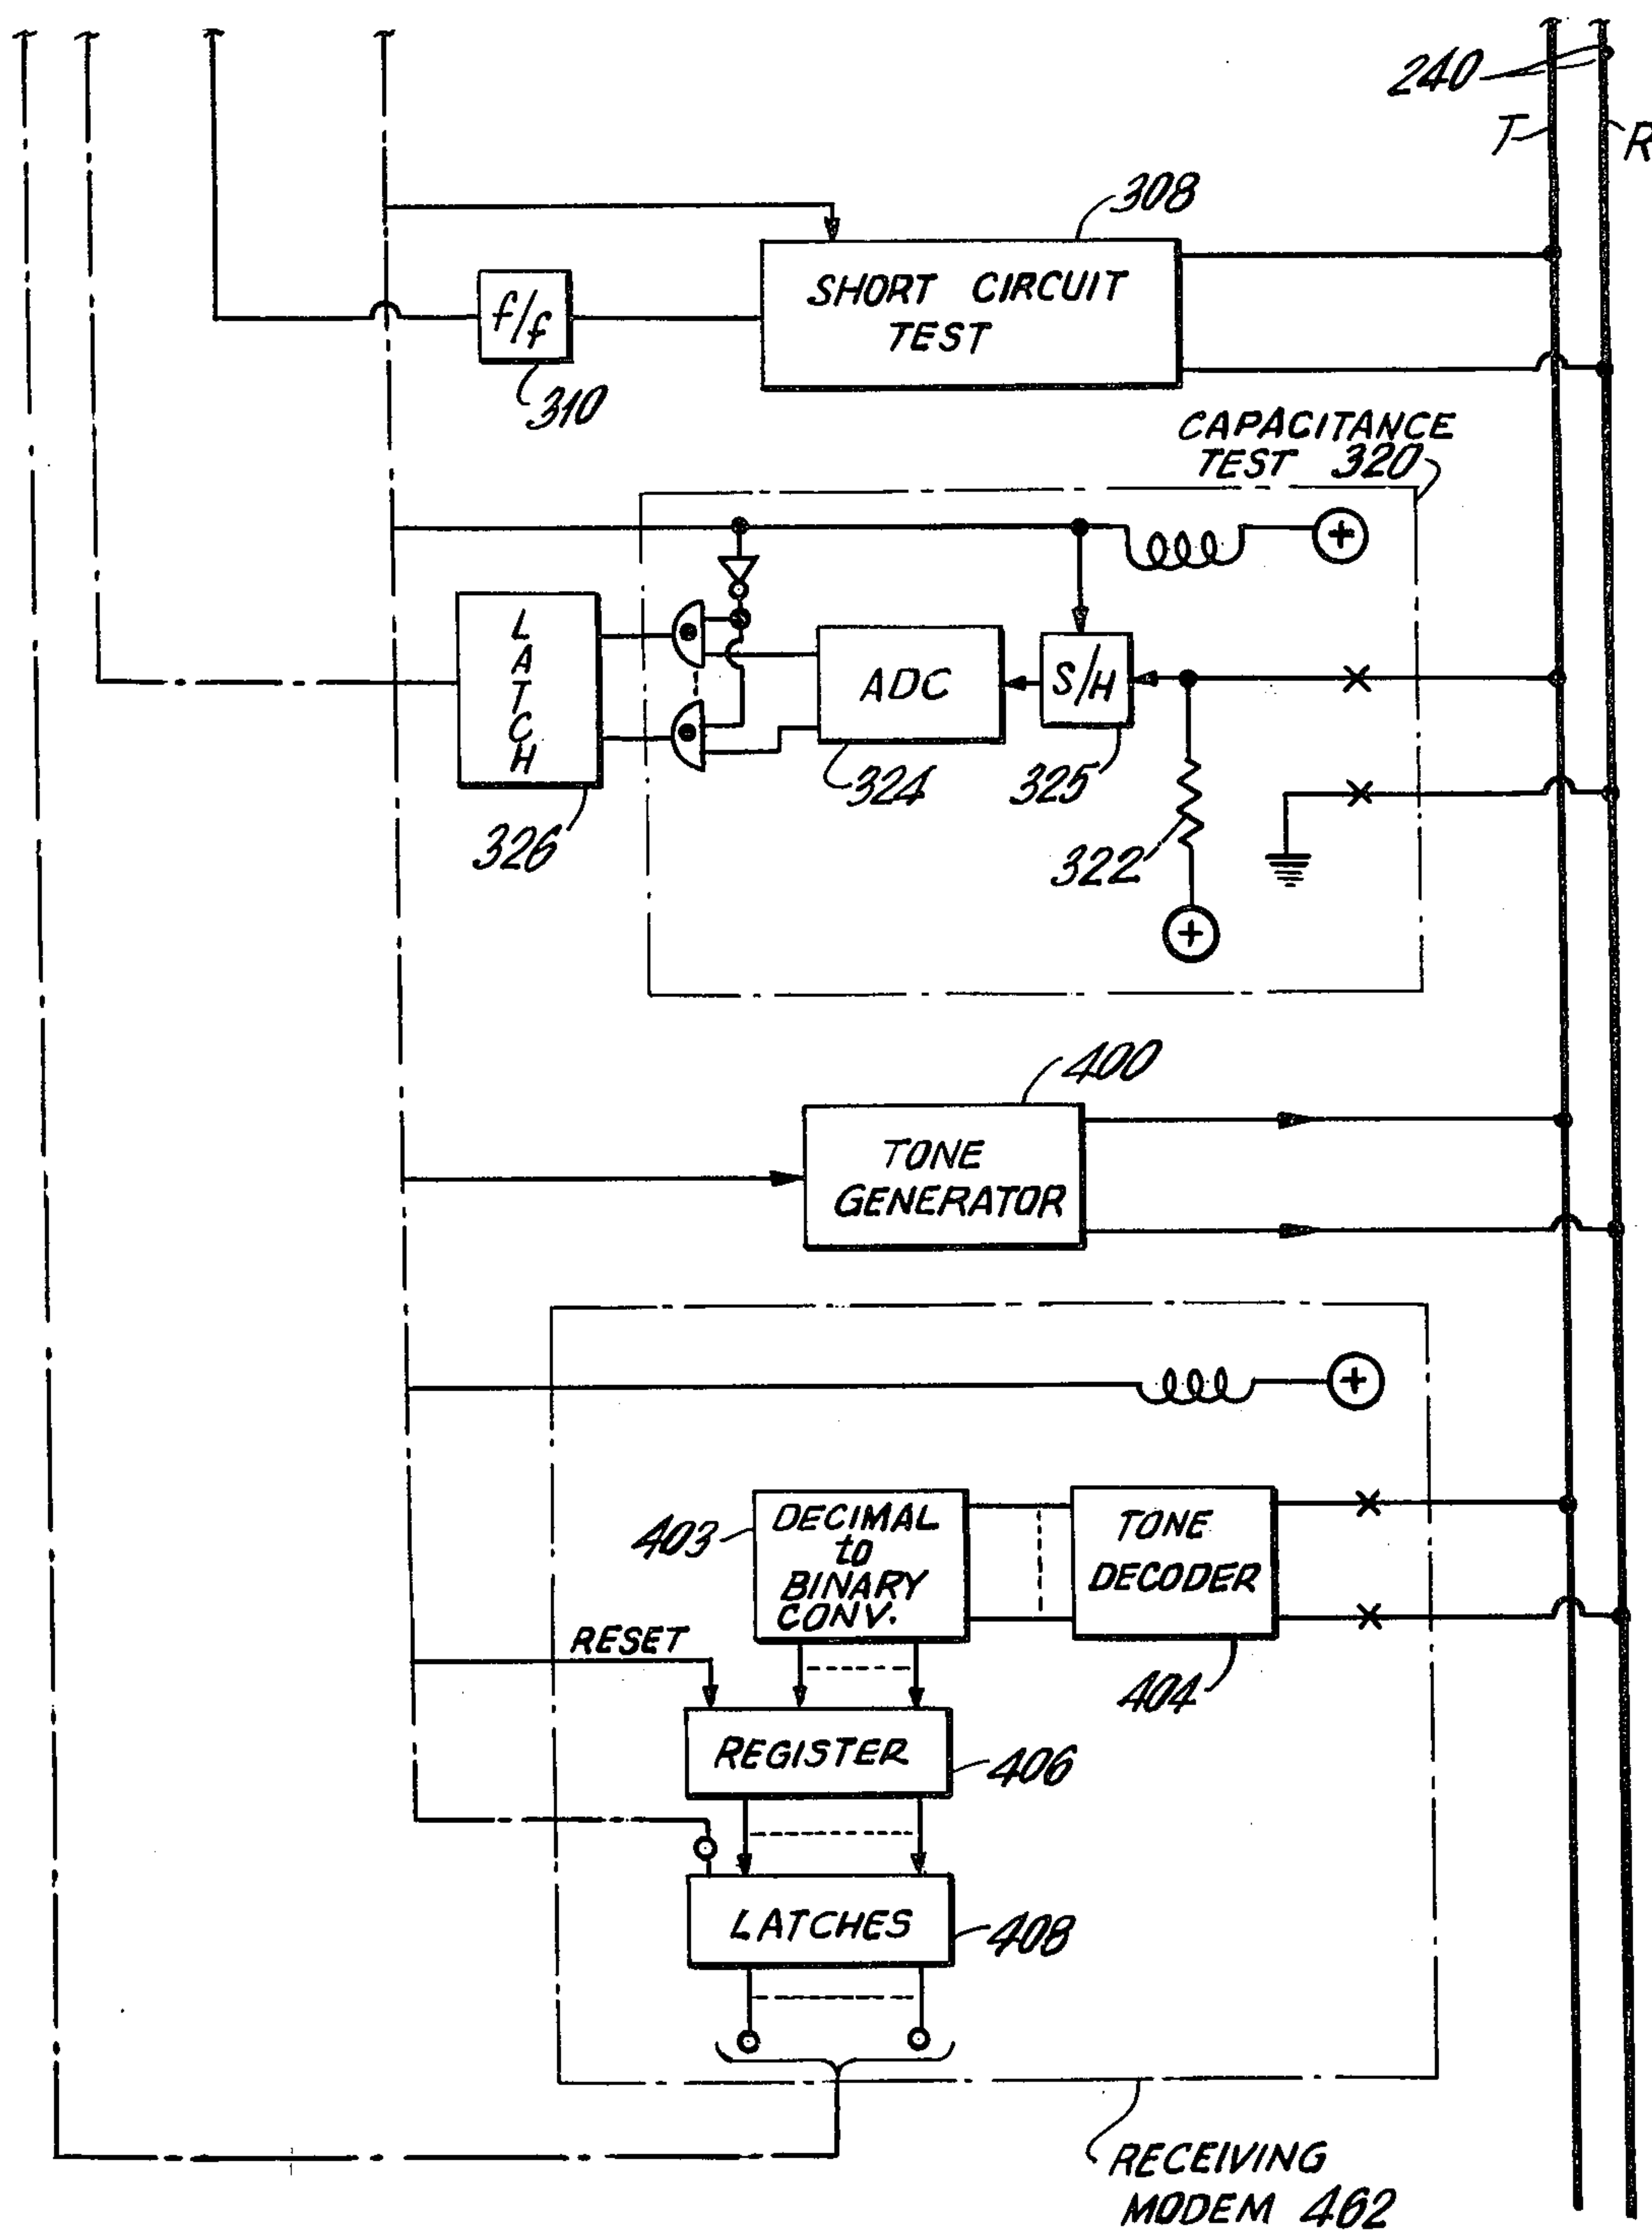 240
T
R
308
SHORT CIRCUIT
TEST
f/f
310
CAPACITANCE
TEST 320
LATCH
ADC
S/H
324
325
326
322
+
+
400
TONE
GENERATOR
+
403
DECIMAL
to
BINARY
CONV.
TONE
DECODER
RESET
404
REGISTER
406
LATCHES
408
RECEIVING
MODEM 462